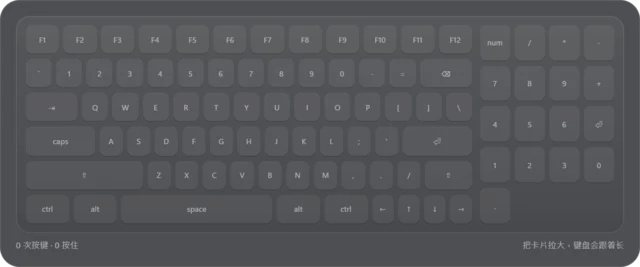 F1 F2 F3 F4 F5 F6 F7 F8 F9 F10 F11 F12 num / * -
` 1 2 3 4 5 6 7 8 9 0 - = ⌫ 7 8 9 +
⇥ Q W E R T Y U I O P [ ] \
caps A S D F G H J K L ; ' ⏎ 4 5 6 ⏎
⇧ Z X C V B N M , . / ⇧ 1 2 3 0
ctrl alt space alt ctrl ← ↑ ↓ → .
0 次按键 · 0 按住
把卡片拉大，键盘会跟着长